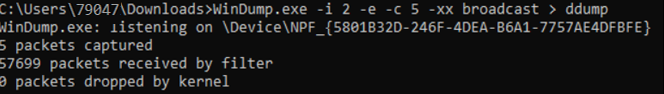 C:\Users\79047\Downloads>WinDump.exe -i 2 -e -c 5 -xx broadcast > ddump
WinDump.exe: listening on \Device\NPF_{5801B32D-246F-4DEA-B6A1-7757AE4DFBFE}
5 packets captured
57699 packets received by filter
0 packets dropped by kernel